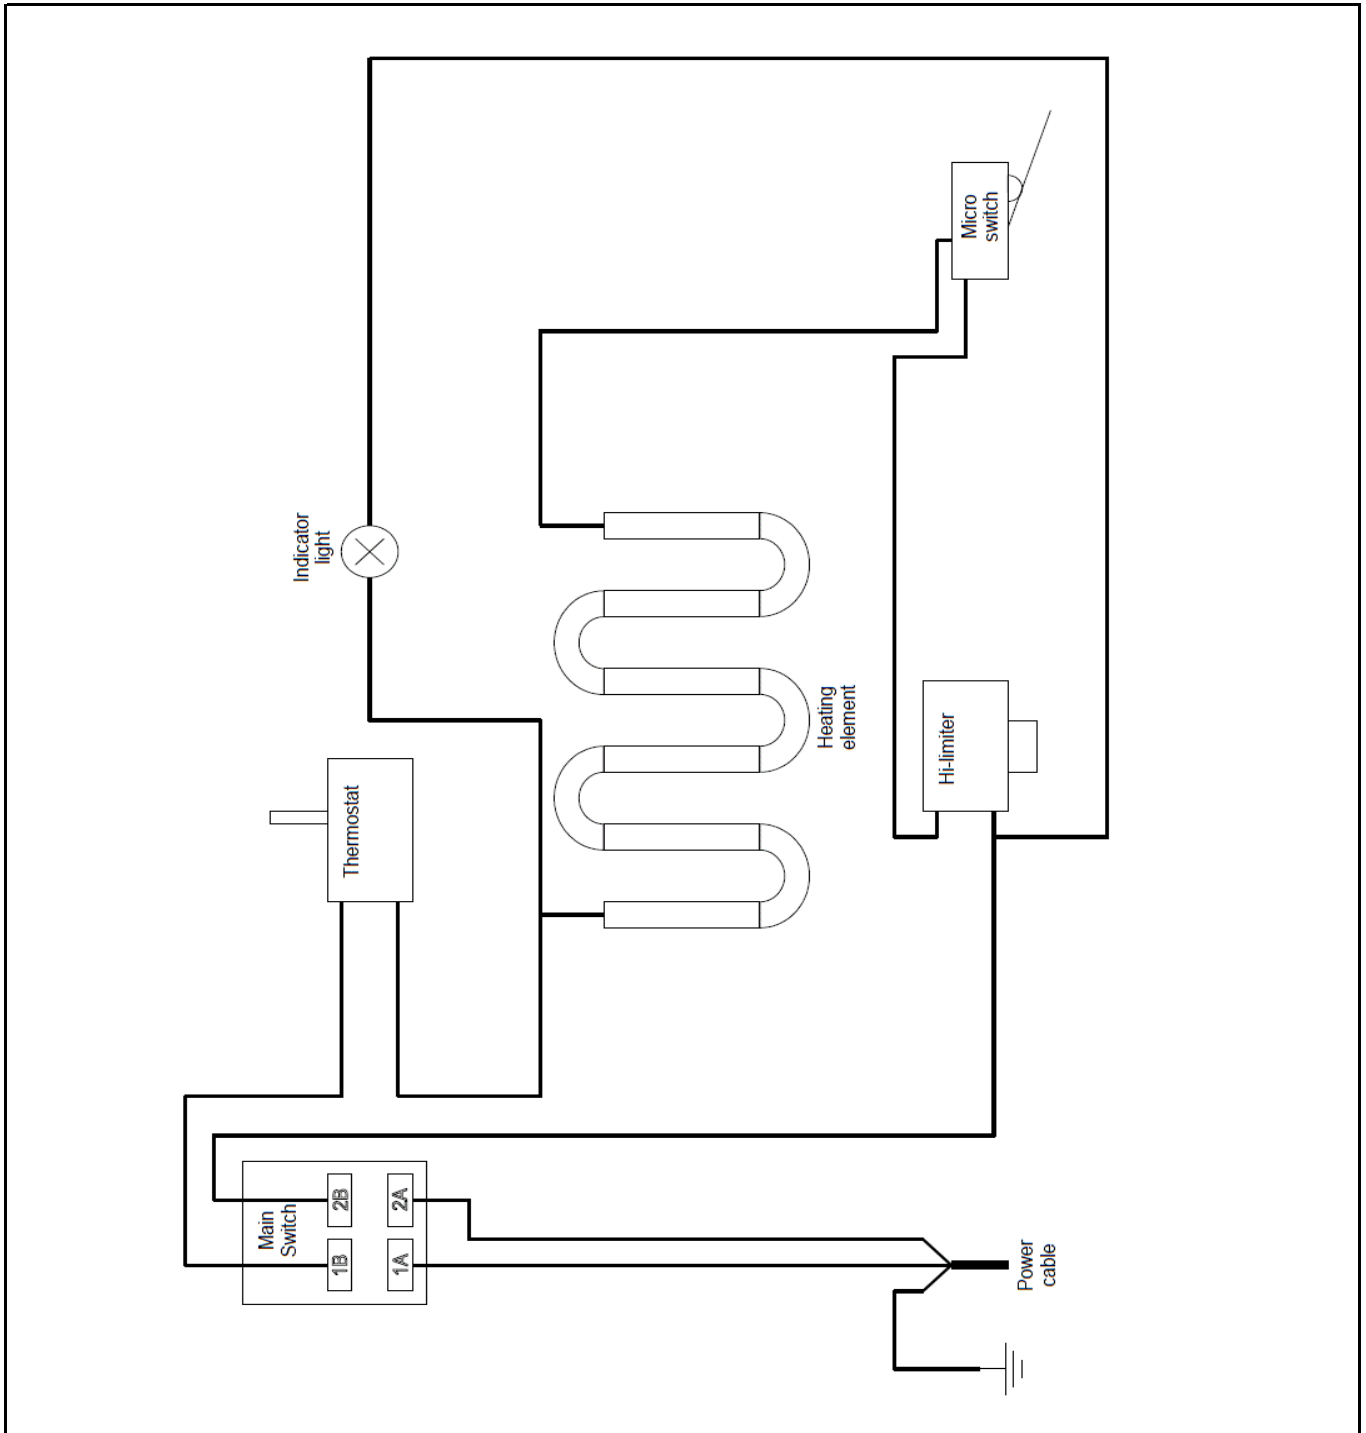 Indicator
light
Micro
switch
Heating
element
Hi-limiter
Thermostat
Main
Switch
1B
2B
1A
2A
Power
cable